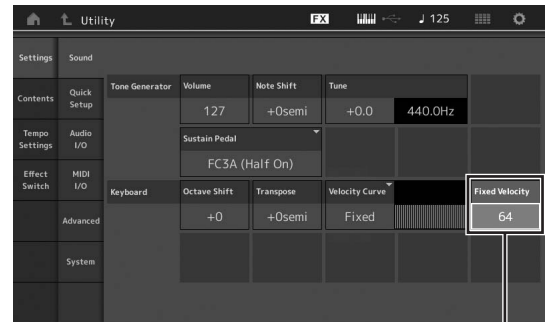 Utility FX ♩ 125
Settings Sound
Tone Generator Volume Note Shift Tune
Contents Quick Setup
127 +0semi +0.0 440.0Hz
Tempo Settings Audio I/O
Sustain Pedal
FC3A (Half On)
Effect Switch MIDI I/O
Keyboard Octave Shift Transpose Velocity Curve Fixed Velocity
+0 +0semi Fixed 64
Advanced
System